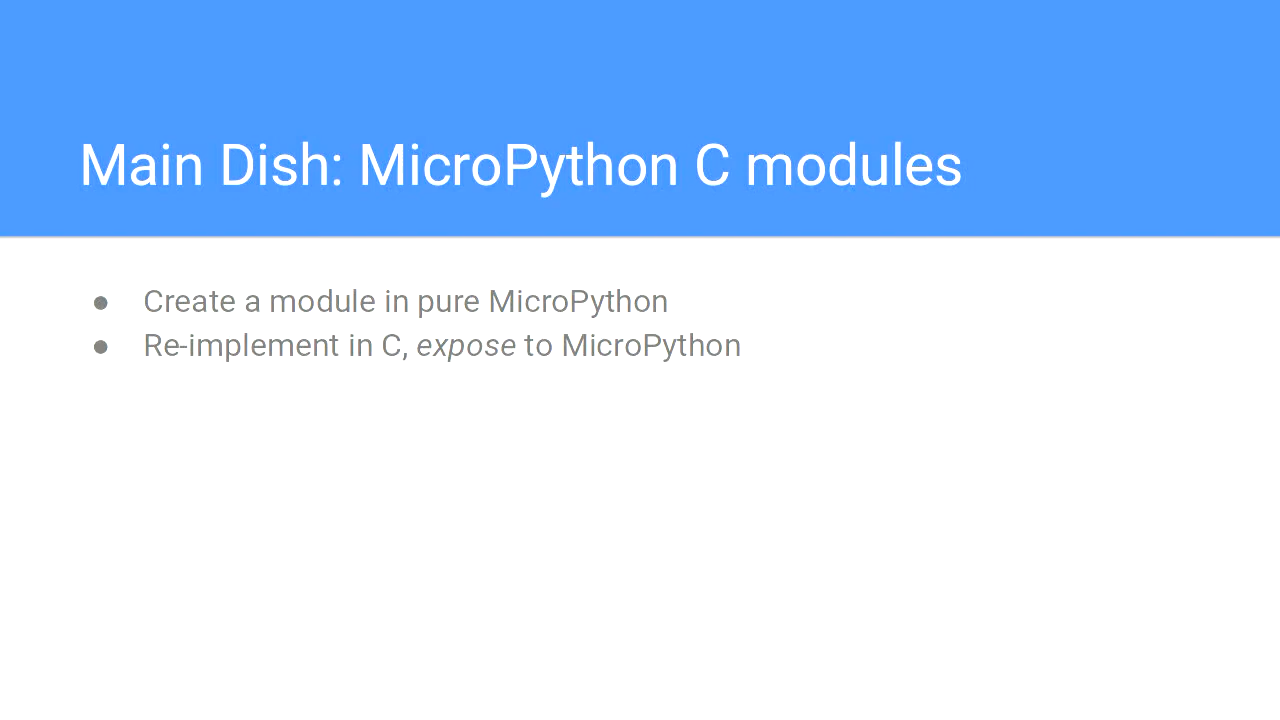 Main Dish: MicroPython C modules
● Create a module in pure MicroPython
● Re-implement in C, expose to MicroPython